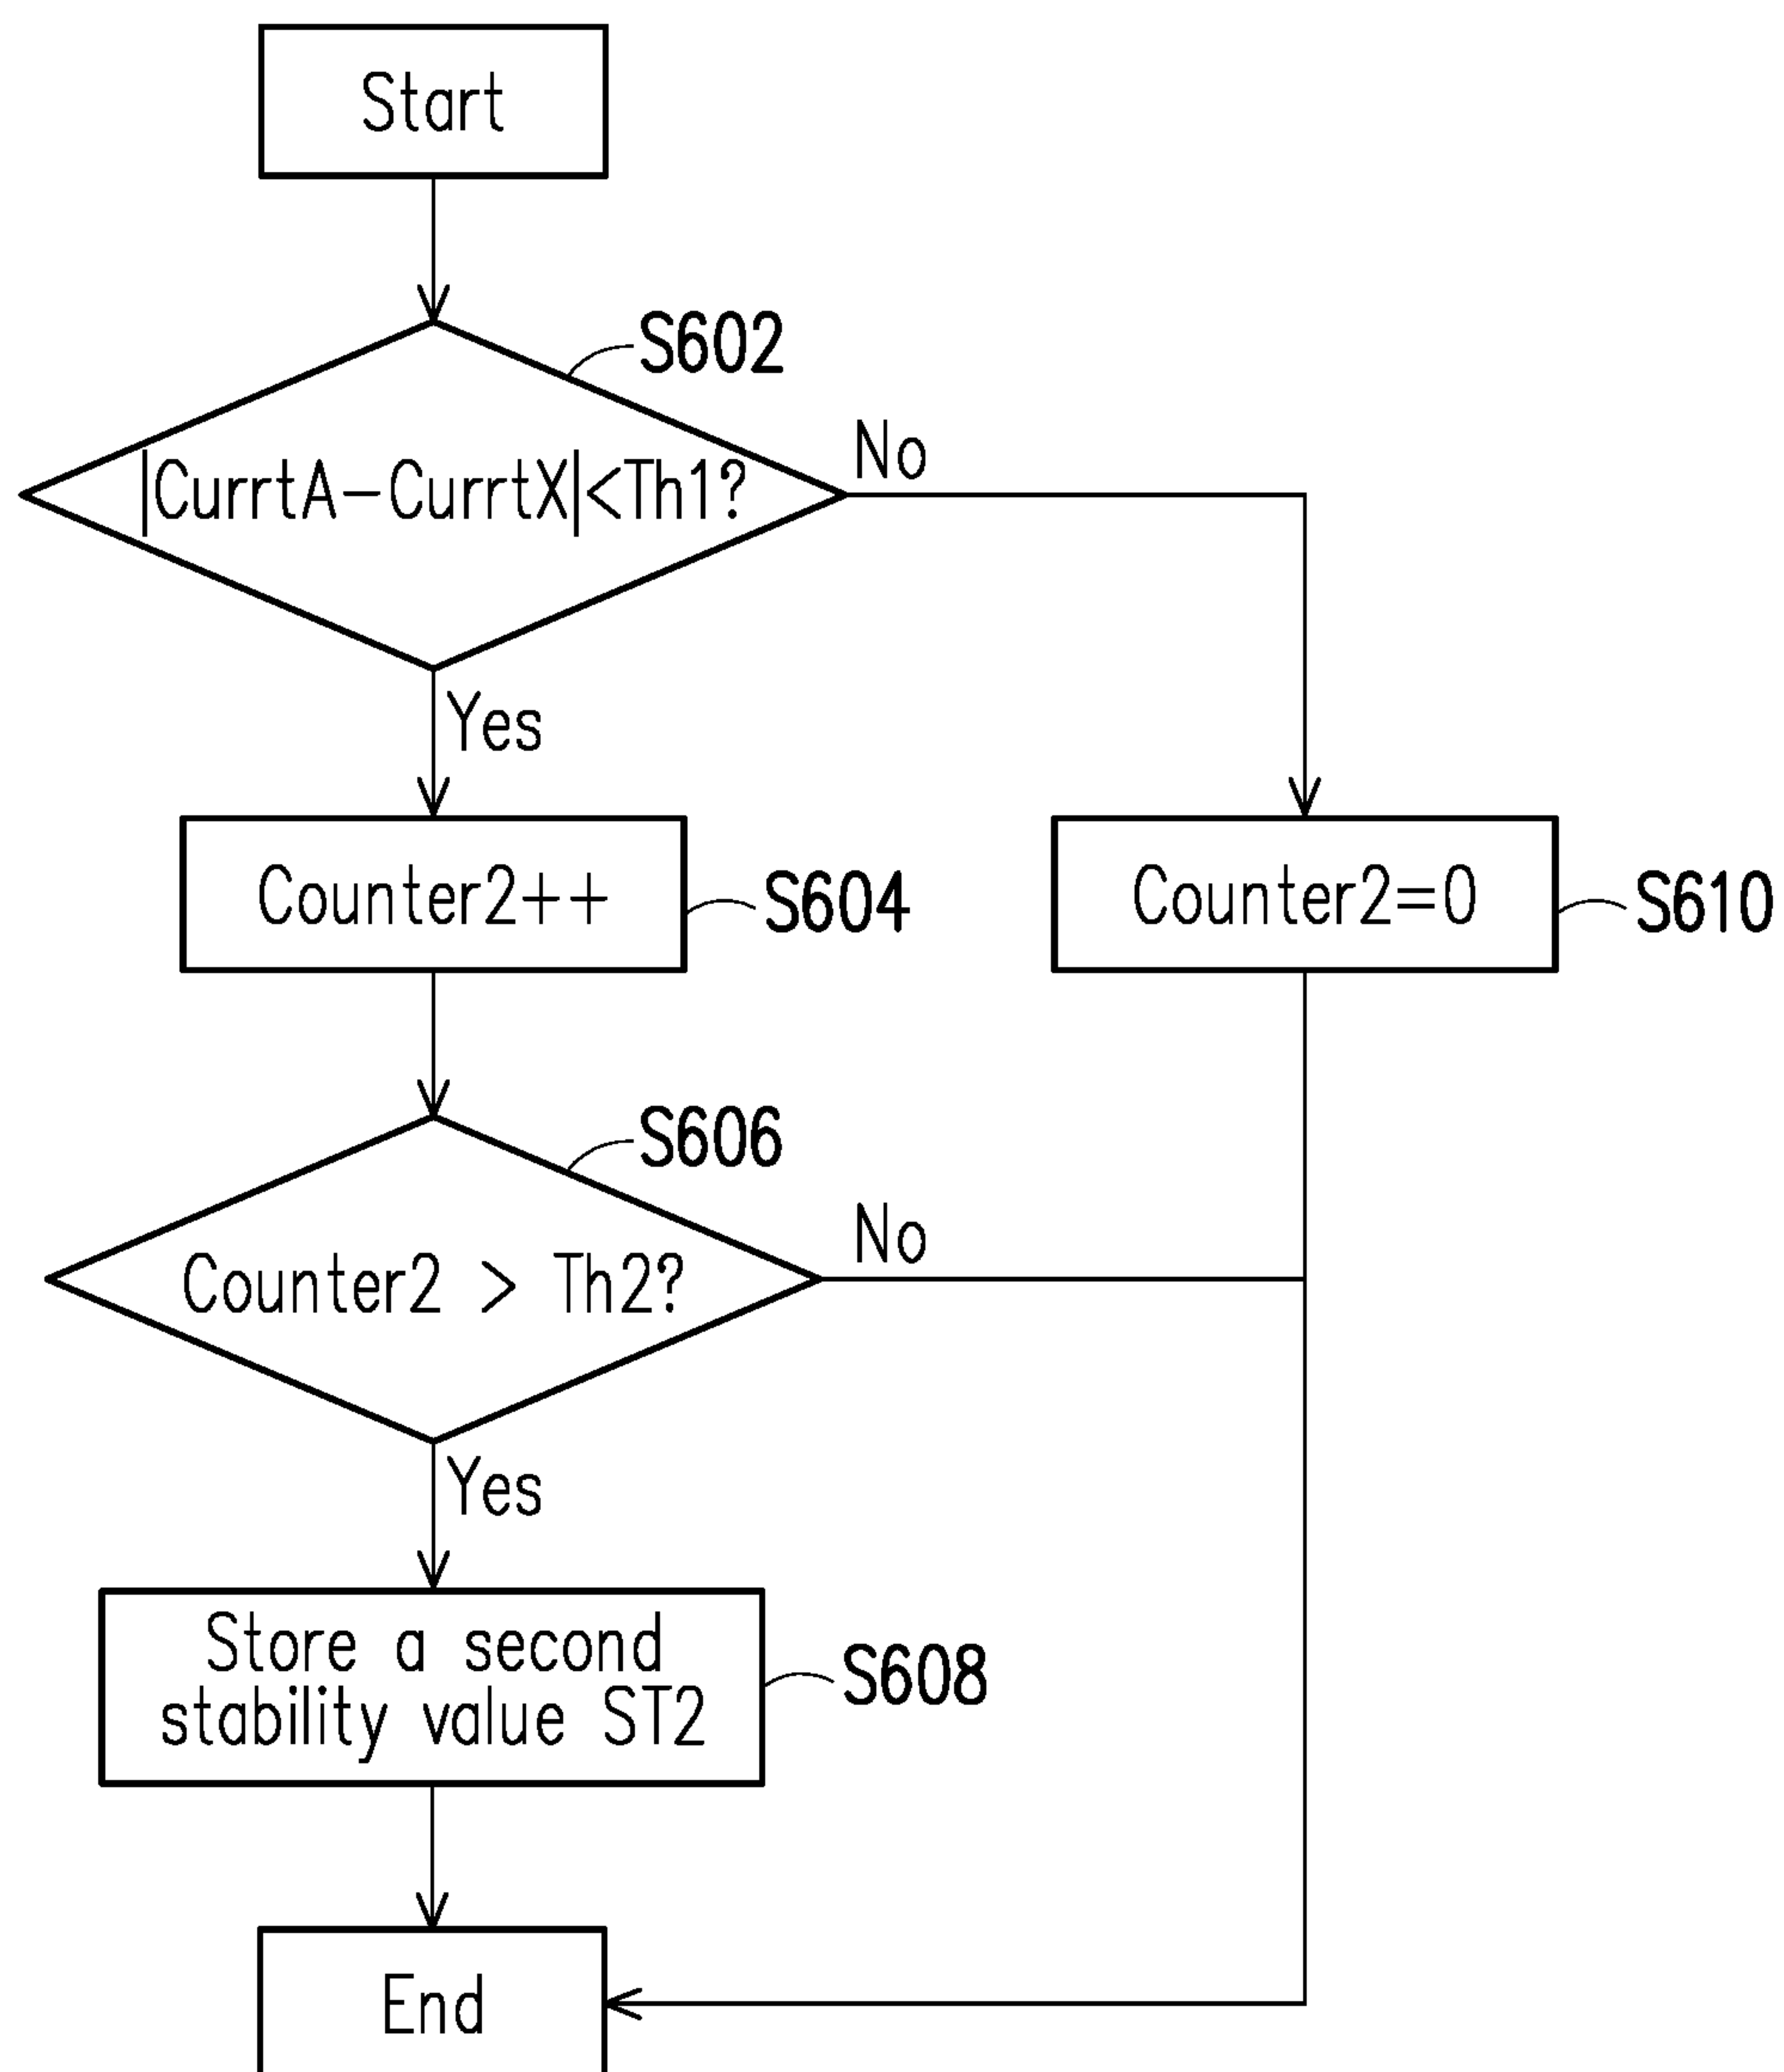 Start
S602
|CurrtA-CurrtX|<Th1?
No
Yes
Counter2++
S604
Counter2=0
S610
S606
Counter2 > Th2?
No
Yes
Store a second
stability value ST2
S608
End